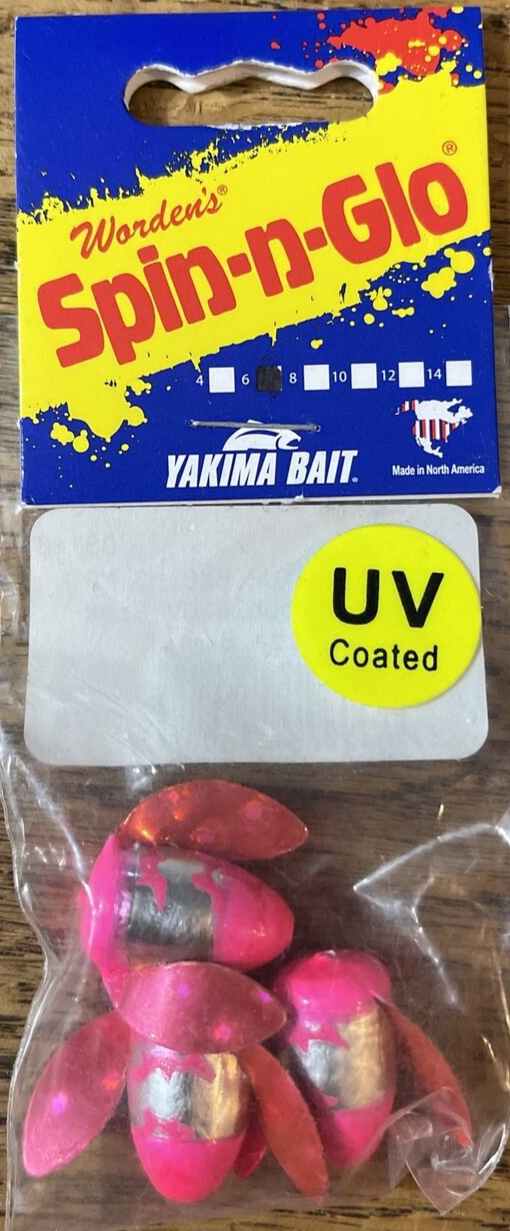 Worden's®
Spin-n-Glo®
4 6 8 10 12 14
YAKIMA BAIT®
Made in North America
UV
Coated